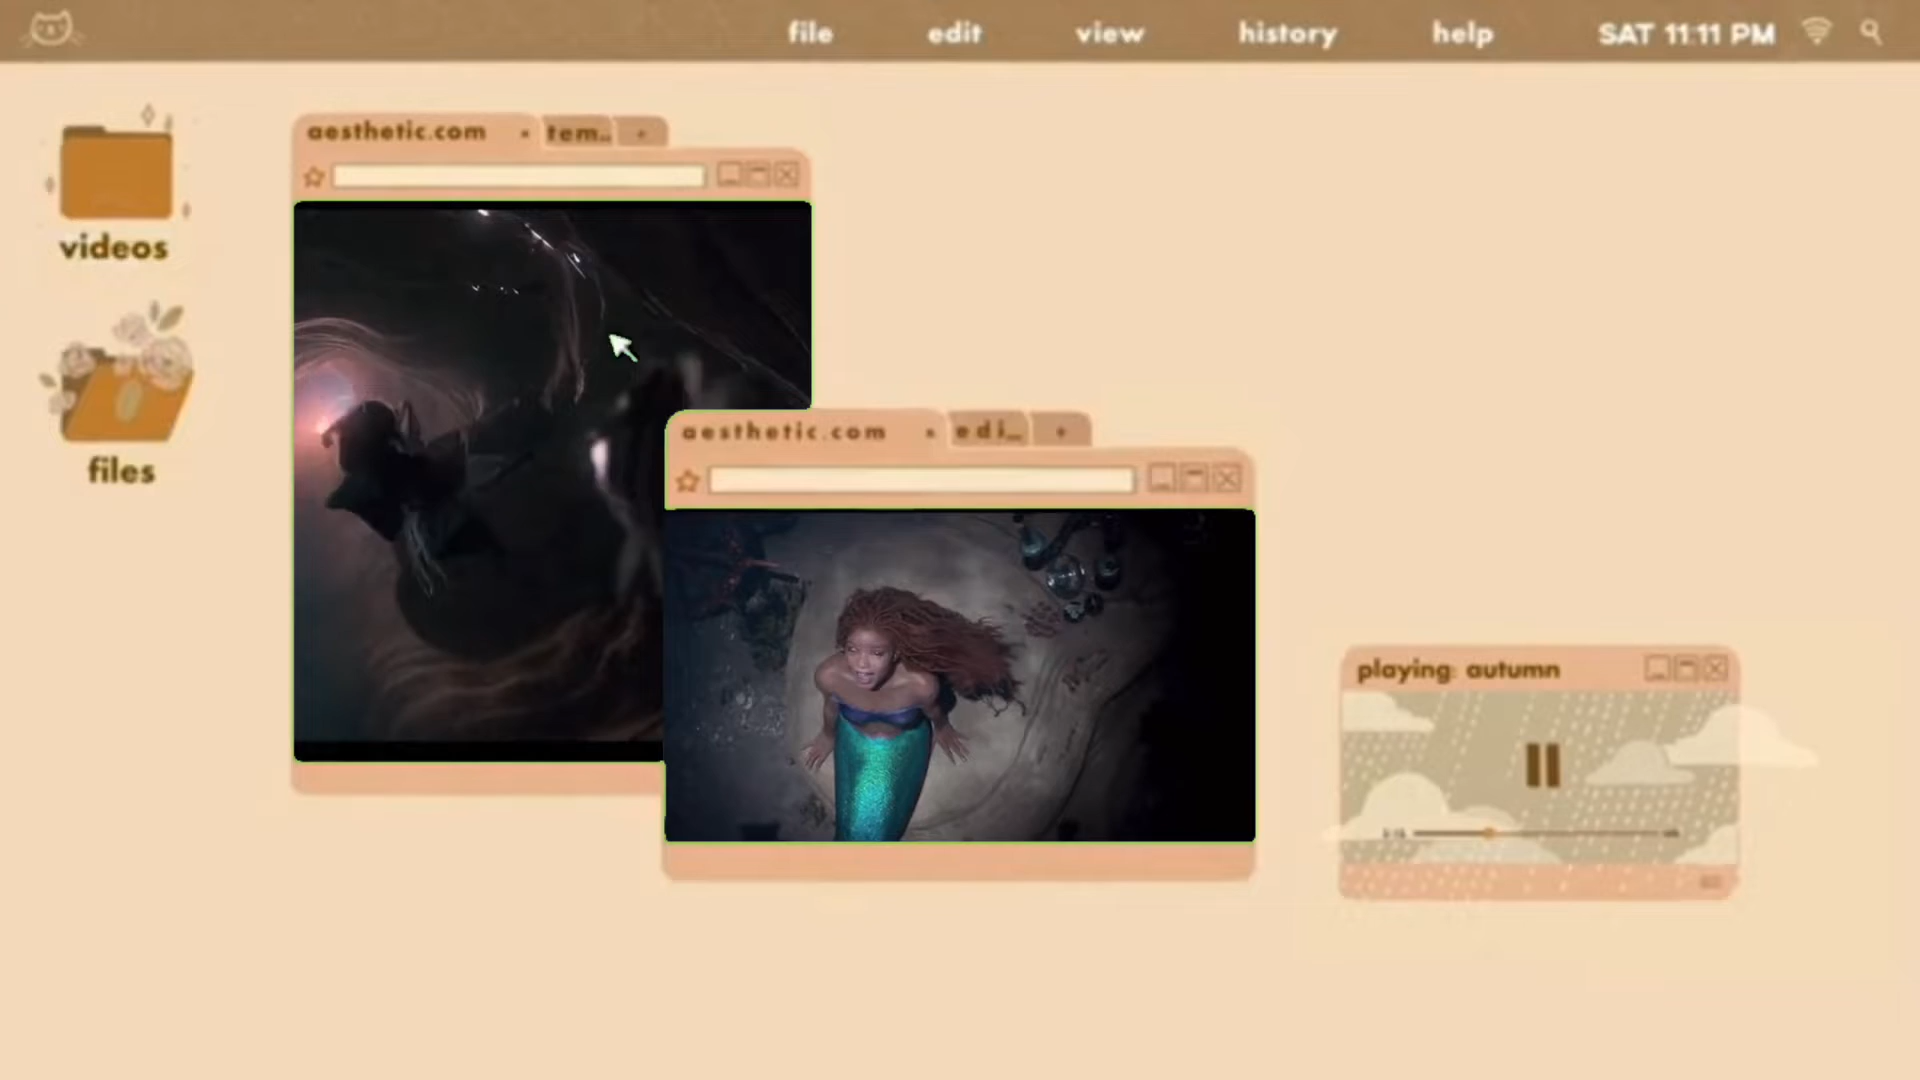 file edit view history help SAT 11:11 PM
aesthetic.com tem..
videos
files
aesthetic.com edi...
playing: autumn